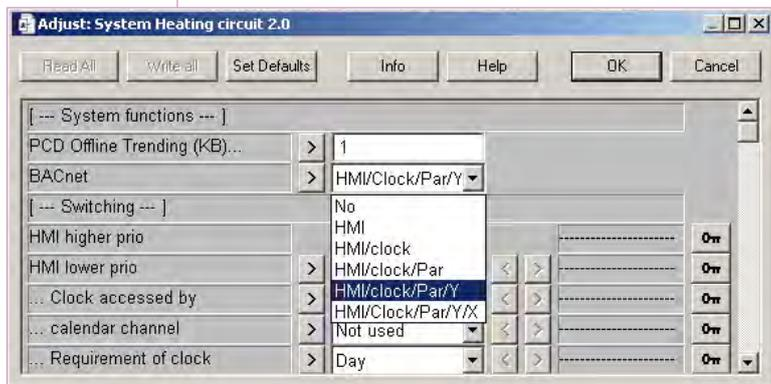 Adjust: System Heating circuit 2.0
Read All Write all Set Defaults Info Help OK Cancel
[ --- System functions --- ]
PCD Offline Trending (KB)... > 1
BACnet > HMI/Clock/Par/Y
[ --- Switching --- ]
No
HMI
HMI higher prio
HMI/clock
HMI lower prio > HMI/clock/Par < >
... Clock accessed by > HMI/clock/Par/Y < >
HMI/Clock/Par/Y/X
... calendar channel > Not used < >
... Requirement of clock > Day < >